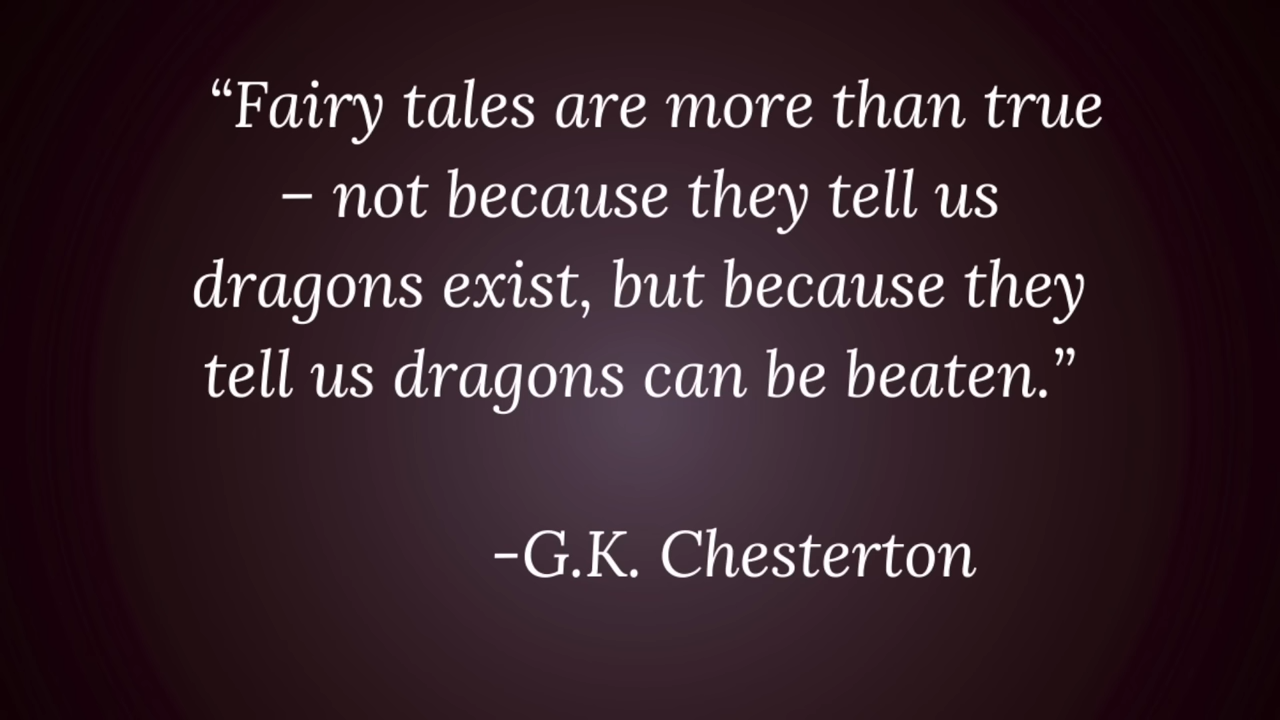 “Fairy tales are more than true
– not because they tell us
dragons exist, but because they
tell us dragons can be beaten.”
-G.K. Chesterton